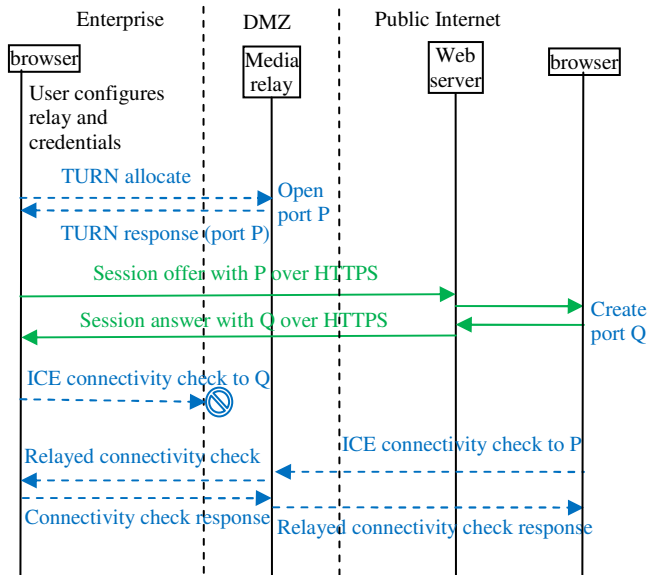 Enterprise
DMZ
Public Internet
browser
Media
relay
Web
server
browser
User configures
relay and
credentials
TURN allocate
Open
port P
TURN response (port P)
Session offer with P over HTTPS
Create
port Q
Session answer with Q over HTTPS
ICE connectivity check to Q
ICE connectivity check to P
Relayed connectivity check
Connectivity check response
Relayed connectivity check response